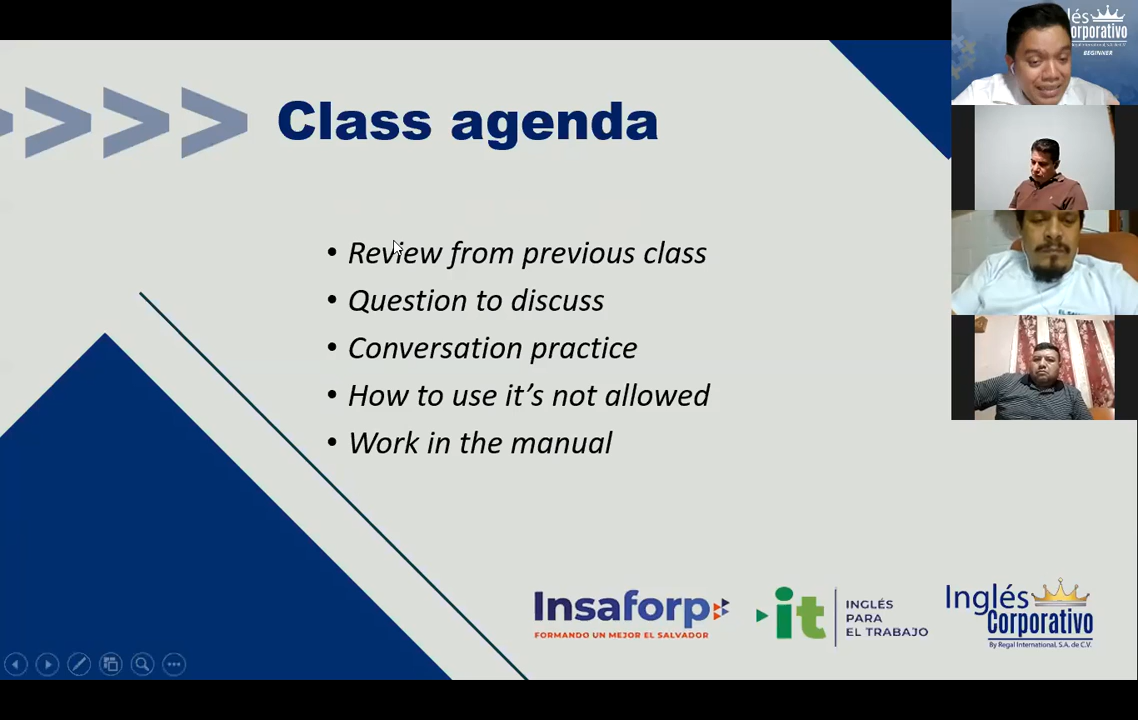 Class agenda
• Review from previous class
• Question to discuss
• Conversation practice
• How to use it’s not allowed
• Work in the manual
Insaforp
FORMANDO UN MEJOR EL SALVADOR
it
INGLÉS
PARA
EL TRABAJO
Inglés
Corporativo
By Regal International, S.A. de C.V.
lés
orporativo
BEGINNER